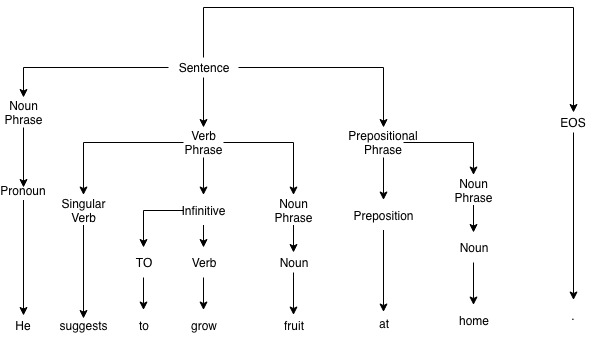 Sentence
Noun
Phrase
Verb
Phrase
Prepositional
Phrase
EOS
Pronoun
Singular
Verb
Infinitive
Noun
Phrase
Preposition
Noun
Phrase
TO
Verb
Noun
Noun
He
suggests
to
grow
fruit
at
home
.